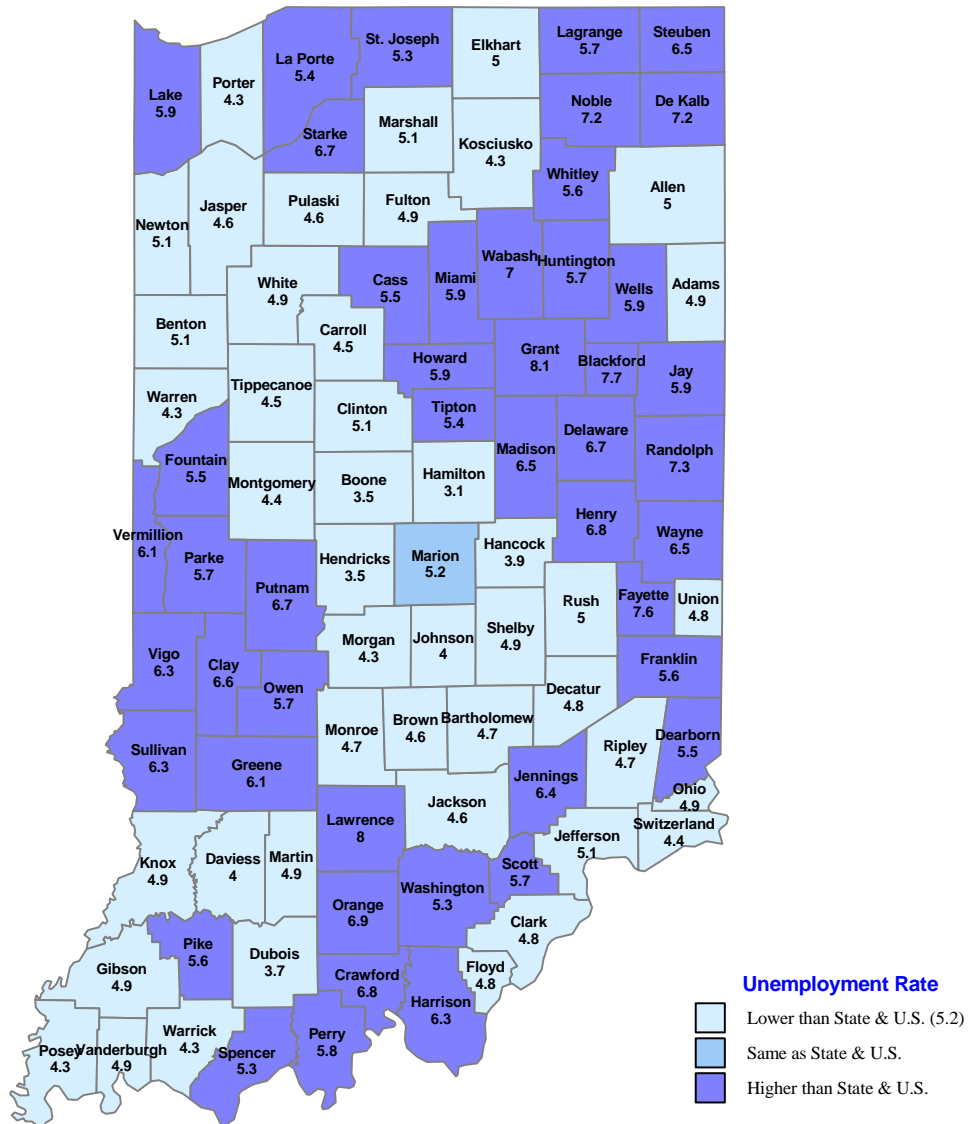 Lake
5.9
Porter
4.3
La Porte
5.4
St. Joseph
5.3
Elkhart
5
Lagrange
5.7
Steuben
6.5
Noble
7.2
De Kalb
7.2
Starke
6.7
Marshall
5.1
Kosciusko
4.3
Whitley
5.6
Allen
5
Newton
5.1
Jasper
4.6
Pulaski
4.6
Fulton
4.9
White
4.9
Cass
5.5
Miami
5.9
Wabash
7
Huntington
5.7
Wells
5.9
Adams
4.9
Benton
5.1
Carroll
4.5
Howard
5.9
Grant
8.1
Blackford
7.7
Jay
5.9
Warren
4.3
Tippecanoe
4.5
Clinton
5.1
Tipton
5.4
Madison
6.5
Delaware
6.7
Randolph
7.3
Fountain
5.5
Montgomery
4.4
Boone
3.5
Hamilton
3.1
Henry
6.8
Wayne
6.5
Vermillion
6.1
Parke
5.7
Putnam
6.7
Hendricks
3.5
Marion
5.2
Hancock
3.9
Rush
5
Fayette
7.6
Union
4.8
Vigo
6.3
Clay
6.6
Owen
5.7
Morgan
4.3
Johnson
4
Shelby
4.9
Decatur
4.8
Franklin
5.6
Sullivan
6.3
Greene
6.1
Monroe
4.7
Brown
4.6
Bartholomew
4.7
Jennings
6.4
Ripley
4.7
Dearborn
5.5
Ohio
4.9
Switzerland
4.4
Lawrence
8
Jackson
4.6
Jefferson
5.1
Knox
4.9
Daviess
4
Martin
4.9
Orange
6.9
Washington
5.3
Scott
5.7
Clark
4.8
Gibson
4.9
Pike
5.6
Dubois
3.7
Crawford
6.8
Harrison
6.3
Floyd
4.8
Posey
4.3
Vanderburgh
4.9
Warrick
4.3
Spencer
5.3
Perry
5.8
Unemployment Rate
Lower than State & U.S. (5.2)
Same as State & U.S.
Higher than State & U.S.